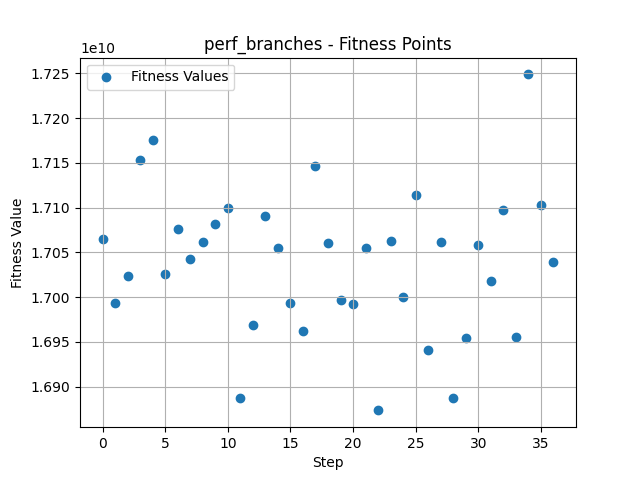 perf_branches - Fitness Points
1e10
Fitness Values
1.725
1.720
1.715
1.710
1.705
1.700
1.695
1.690
Fitness Value
0 5 10 15 20 25 30 35
Step